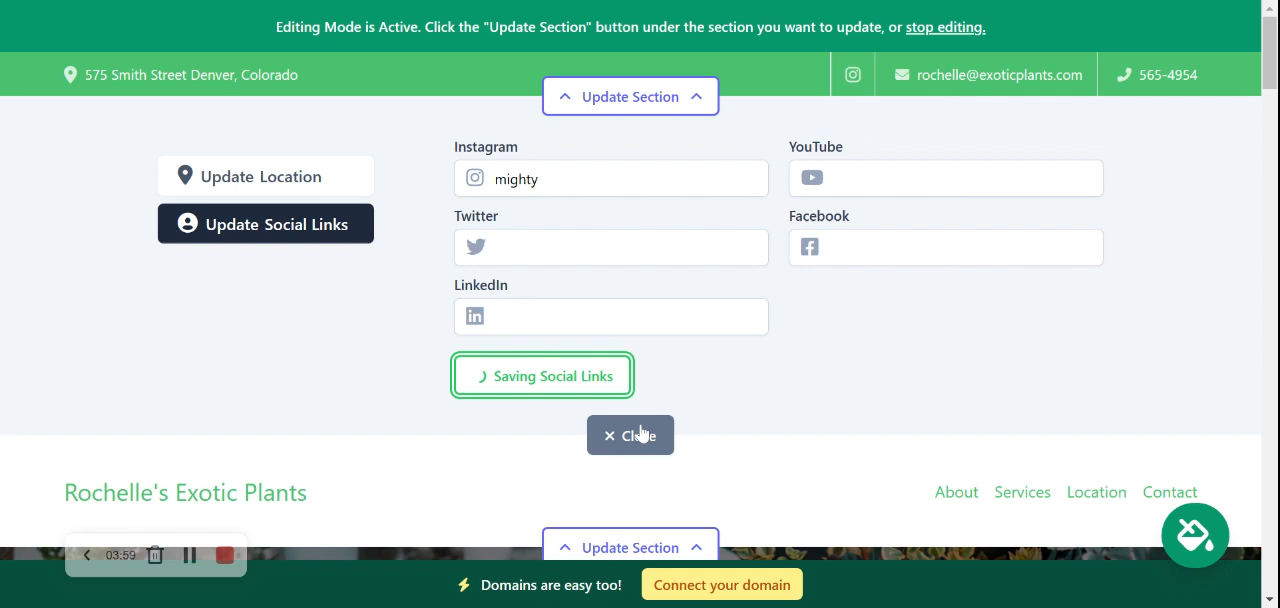 Editing Mode is Active. Click the "Update Section" button under the section you want to update, or stop editing.
575 Smith Street Denver, Colorado
rochelle@exoticplants.com
565-4954
Update Section
Update Location
Update Social Links
Instagram
mighty
YouTube
Twitter
Facebook
LinkedIn
Saving Social Links
Rochelle's Exotic Plants
About Services Location Contact
03:59
Update Section
Domains are easy too!
Connect your domain